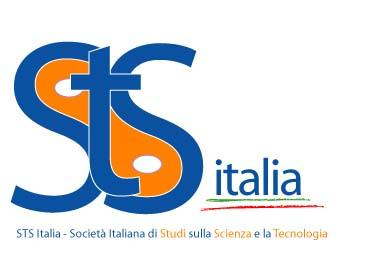 StS italia
STS Italia - Società Italiana di Studi sulla Scienza e la Tecnologia